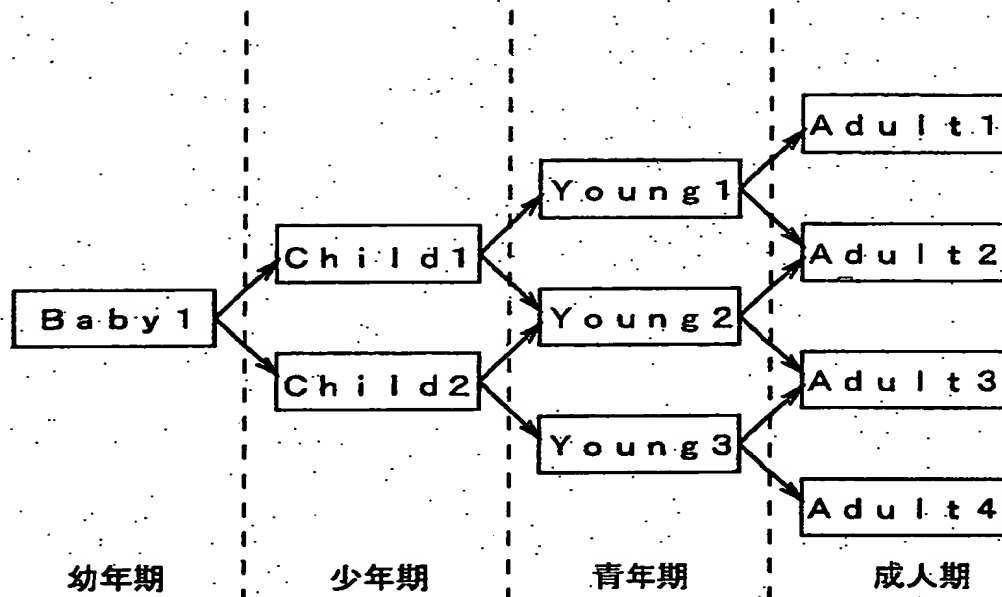 Baby1
Child1
Child2
Young1
Young2
Young3
Adult1
Adult2
Adult3
Adult4
幼年期
少年期
青年期
成人期